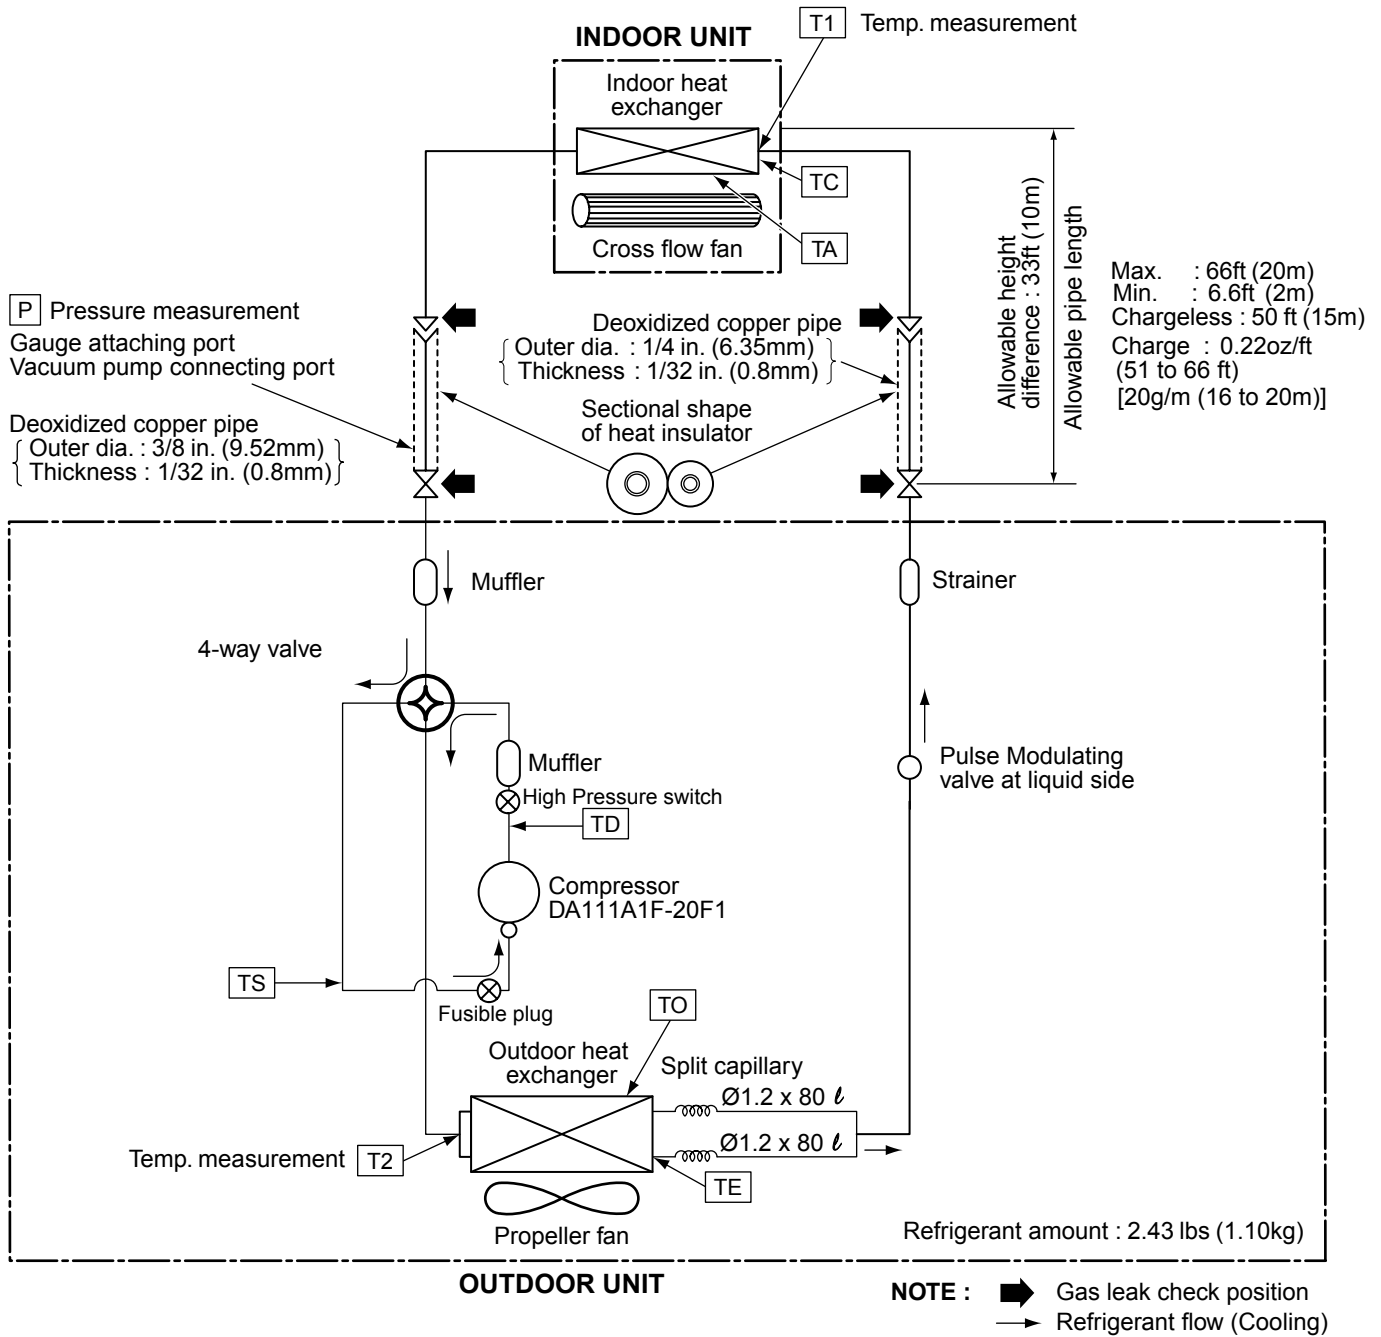 T1 Temp. measurement
INDOOR UNIT
Indoor heat
exchanger
TC
TA
Cross flow fan
Allowable height
difference : 33ft (10m)
Allowable pipe length
Max. : 66ft (20m)
Min. : 6.6ft (2m)
Chargeless : 50 ft (15m)
Charge : 0.22oz/ft
(51 to 66 ft)
[20g/m (16 to 20m)]
P Pressure measurement
Gauge attaching port
Vacuum pump connecting port
Deoxidized copper pipe
Outer dia. : 3/8 in. (9.52mm)
Thickness : 1/32 in. (0.8mm)
Deoxidized copper pipe
Outer dia. : 1/4 in. (6.35mm)
Thickness : 1/32 in. (0.8mm)
Sectional shape
of heat insulator
Muffler
Strainer
4-way valve
Muffler
High Pressure switch
TD
Pulse Modulating
valve at liquid side
Compressor
DA111A1F-20F1
TS
Fusible plug
TO
Outdoor heat
exchanger
Split capillary
Ø1.2 x 80 ℓ
Ø1.2 x 80 ℓ
Temp. measurement T2
TE
Propeller fan
Refrigerant amount : 2.43 lbs (1.10kg)
OUTDOOR UNIT
NOTE : Gas leak check position
Refrigerant flow (Cooling)